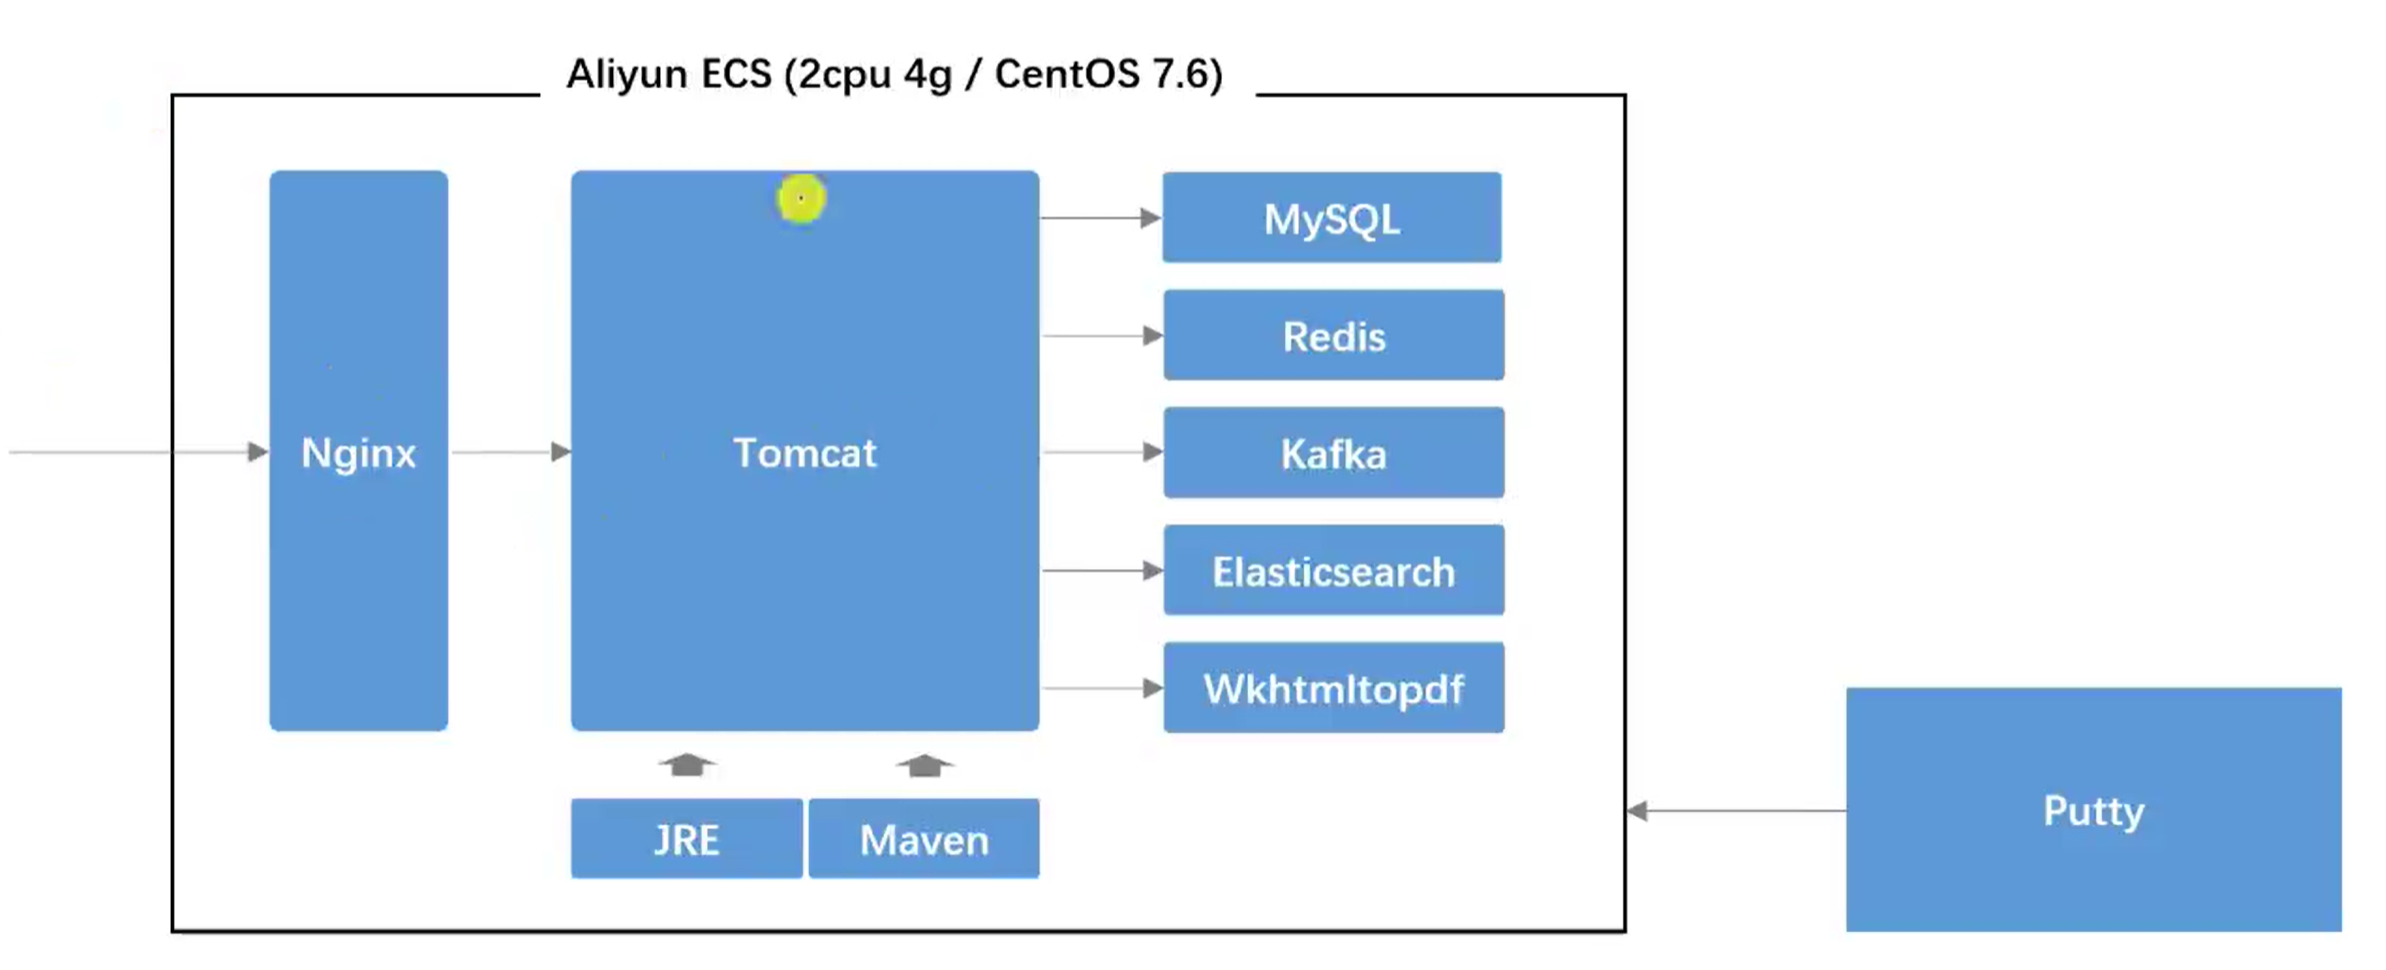 Aliyun ECS (2cpu 4g / CentOS 7.6)
Nginx
Tomcat
MySQL
Redis
Kafka
Elasticsearch
Wkhtmltopdf
JRE
Maven
Putty